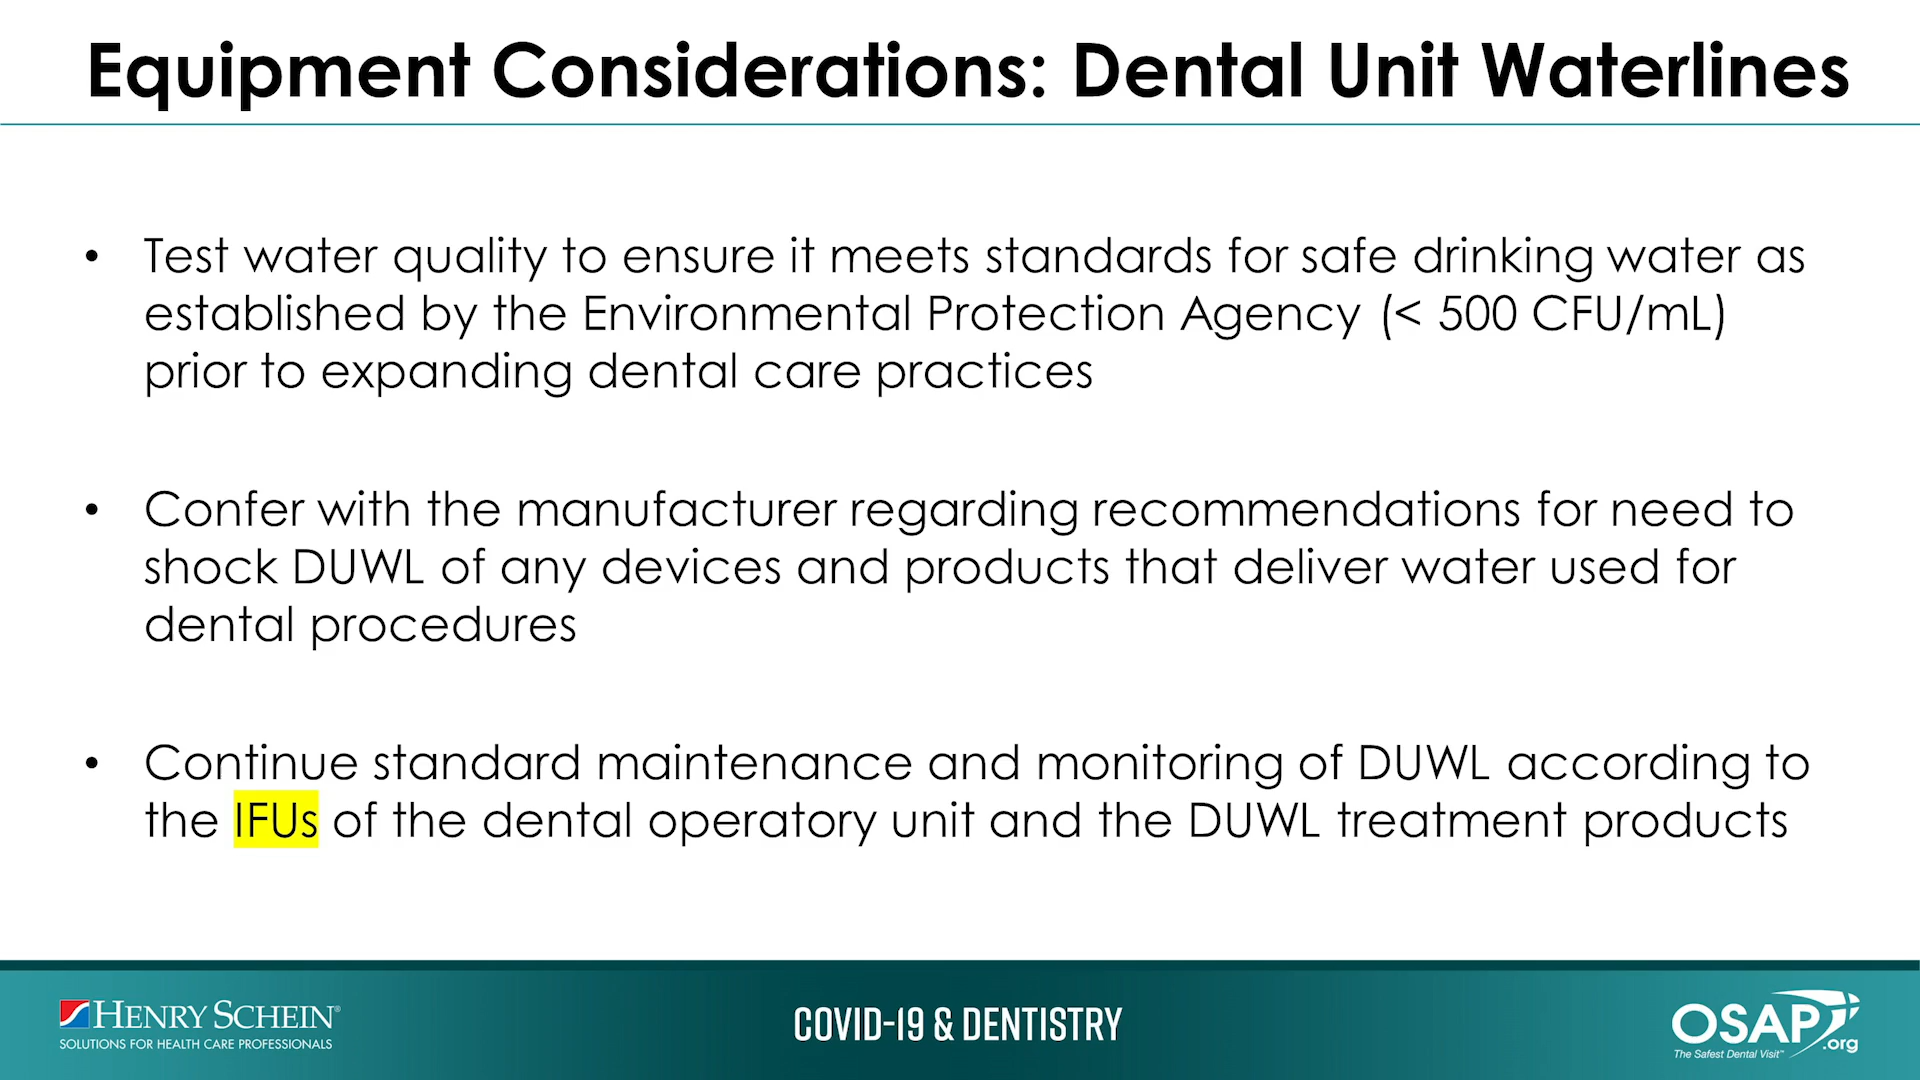 Equipment Considerations: Dental Unit Waterlines
• Test water quality to ensure it meets standards for safe drinking water as
established by the Environmental Protection Agency (< 500 CFU/mL)
prior to expanding dental care practices
• Confer with the manufacturer regarding recommendations for need to
shock DUWL of any devices and products that deliver water used for
dental procedures
• Continue standard maintenance and monitoring of DUWL according to
the IFUs of the dental operatory unit and the DUWL treatment products
HENRY SCHEIN®
SOLUTIONS FOR HEALTH CARE PROFESSIONALS
COVID-19 & DENTISTRY
OSAP
.org
The Safest Dental Visit™